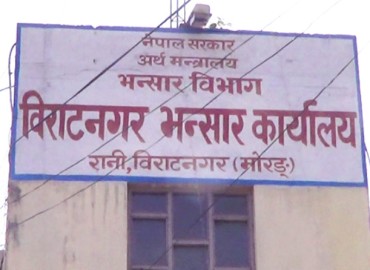 नेपाल सरकार
अर्थ मन्त्रालय
भन्सार विभाग
विराटनगर भन्सार कार्यालय
रानी, विराटनगर (मोरङ्ग)